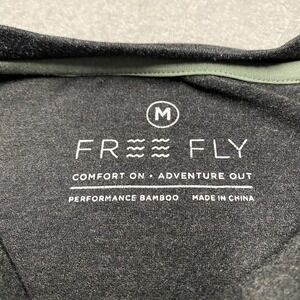 M
FREE FLY
COMFORT ON • ADVENTURE OUT
PERFORMANCE BAMBOO MADE IN CHINA